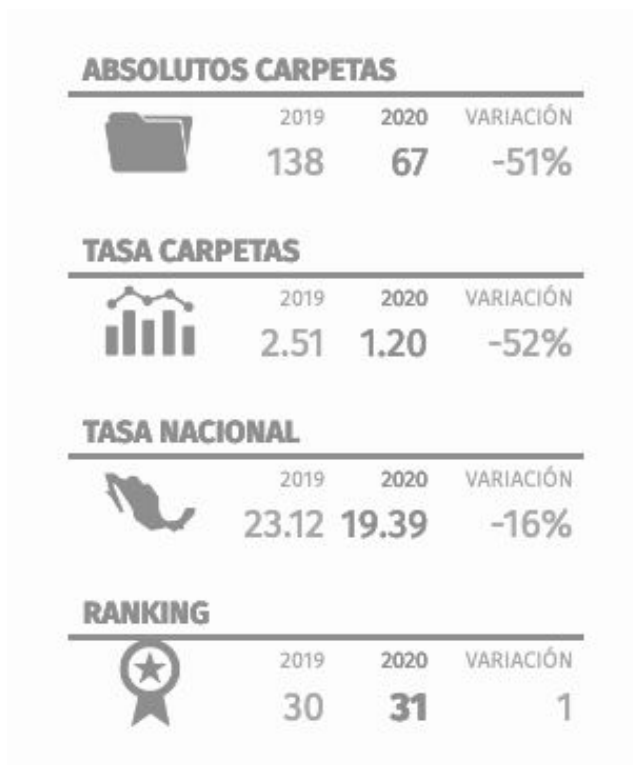 ABSOLUTOS CARPETAS
2019 2020 VARIACIÓN
138 67 -51%
TASA CARPETAS
2019 2020 VARIACIÓN
2.51 1.20 -52%
TASA NACIONAL
2019 2020 VARIACIÓN
23.12 19.39 -16%
RANKING
2019 2020 VARIACIÓN
30 31 1